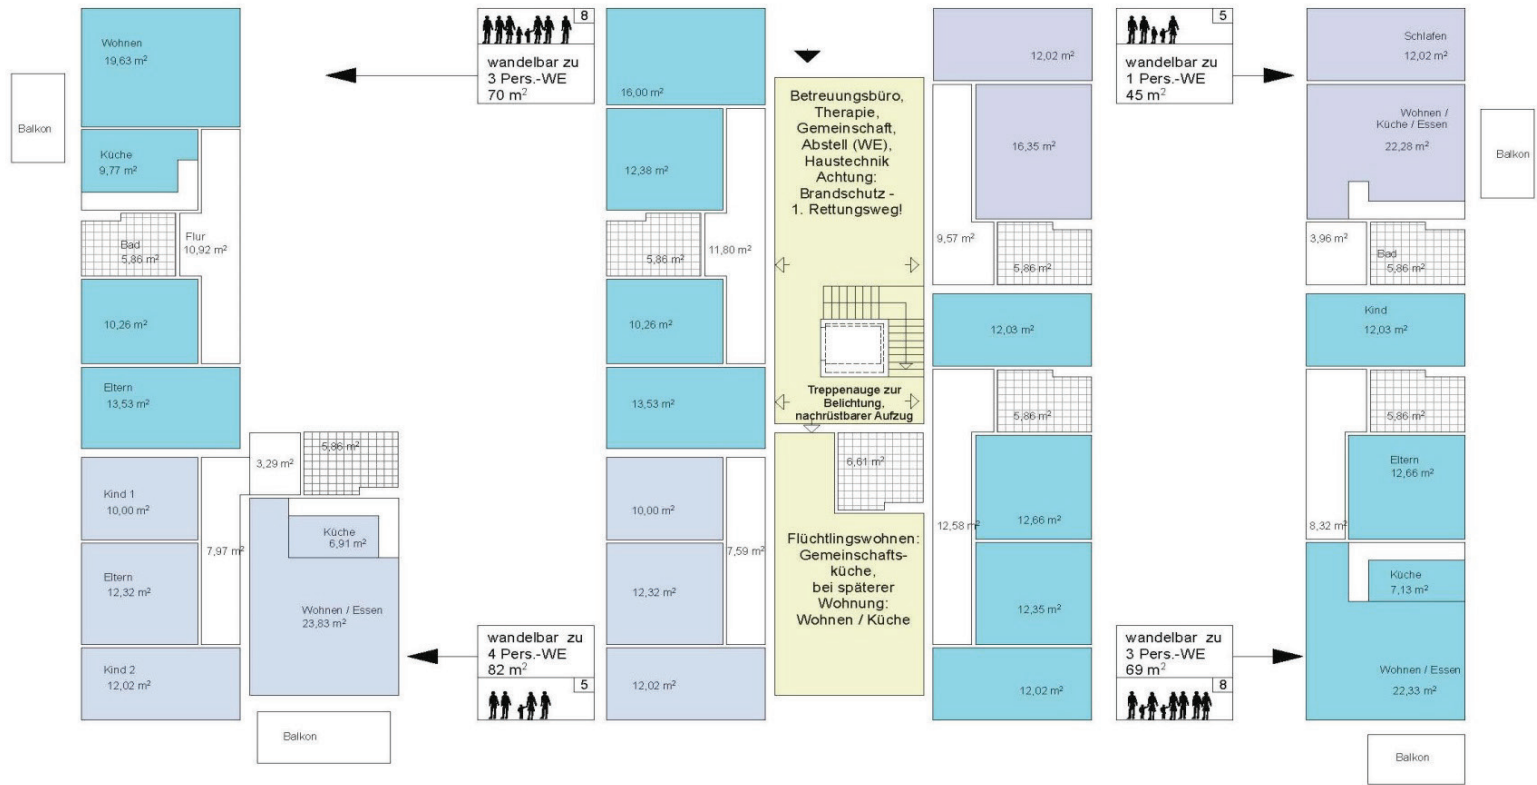 Balkon
Wohnen
19,63 m²
Küche
9,77 m²
Bad
5,86 m²
Flur
10,92 m²
10,26 m²
Eltern
13,53 m²
Kind 1
10,00 m²
Eltern
12,32 m²
Kind 2
12,02 m²
7,97 m²
3,29 m²
5,86 m²
Küche
6,91 m²
Wohnen / Essen
23,83 m²
Balkon
8
wandelbar zu
3 Pers.-WE
70 m²
wandelbar zu
4 Pers.-WE
82 m²
5
16,00 m²
12,38 m²
5,86 m²
11,80 m²
10,26 m²
13,53 m²
10,00 m²
7,59 m²
12,32 m²
12,02 m²
Betreuungsbüro,
Therapie,
Gemeinschaft,
Abstell (WE),
Haustechnik
Achtung:
Brandschutz -
1. Rettungsweg!
Treppenauge zur
Belichtung,
nachrüstbarer Aufzug
6,61 m²
Flüchtlingswohnen:
Gemeinschafts-
küche,
bei späterer
Wohnung:
Wohnen / Küche
12,02 m²
16,35 m²
9,57 m²
5,86 m²
12,03 m²
5,86 m²
12,58 m²
12,66 m²
12,35 m²
12,02 m²
5
wandelbar zu
1 Pers.-WE
45 m²
wandelbar zu
3 Pers.-WE
69 m²
8
Schlafen
12,02 m²
Wohnen /
Küche / Essen
22,28 m²
3,96 m²
Bad
5,86 m²
Kind
12,03 m²
5,86 m²
Eltern
12,66 m²
8,32 m²
Küche
7,13 m²
Wohnen / Essen
22,33 m²
Balkon
Balkon